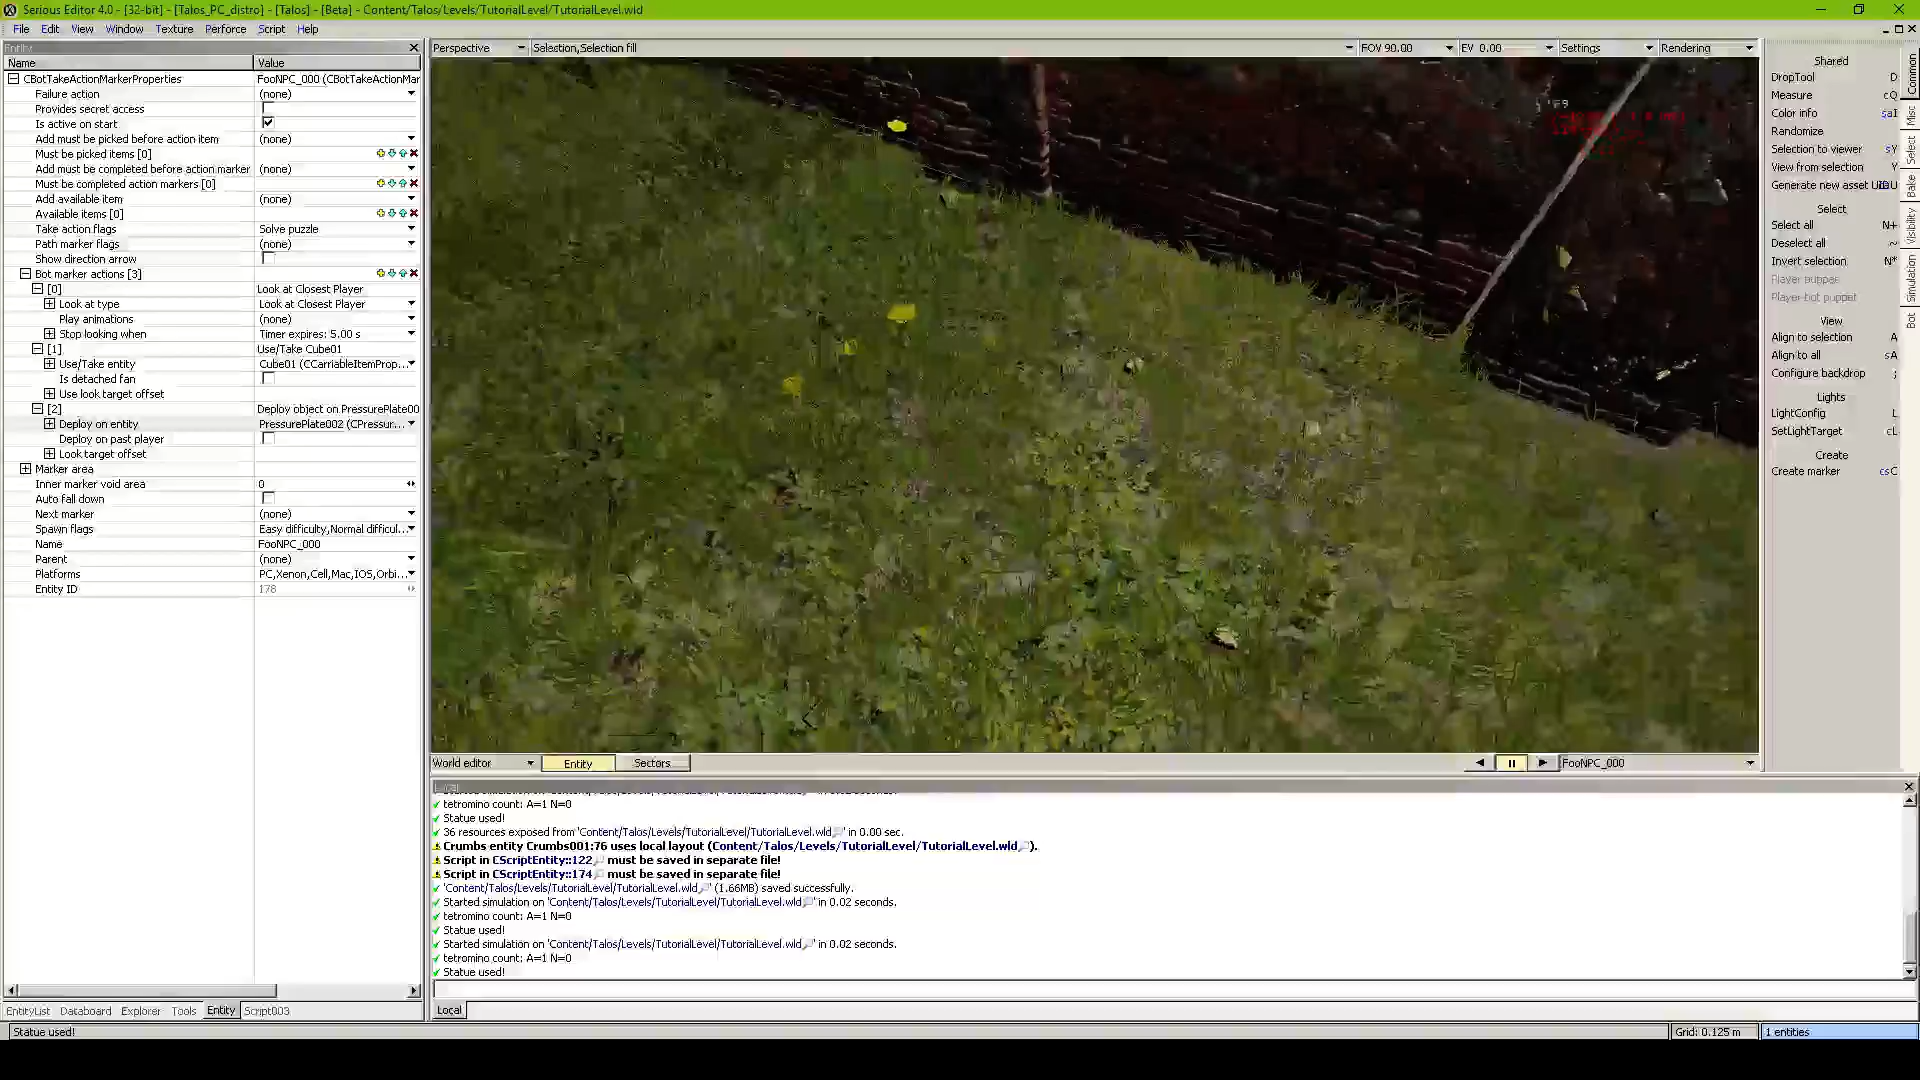 Serious Editor 4.0 - [32-bit] - [Talos_PC_distro] - [Talos] - [Beta] - Content/Talos/Levels/TutorialLevel/TutorialLevel.wld
File Edit View Window Texture Perforce Script Help
Entity
Name Value
CBotTakeActionMarkerProperties FooNPC_000 (CBotTakeActionMar
Failure action (none)
Provides secret access
Is active on start
Add must be picked before action item (none)
Must be picked items [0]
Add must be completed before action marker (none)
Must be completed action markers [0]
Add available item (none)
Available items [0]
Take action flags Solve puzzle
Path marker flags (none)
Show direction arrow
Bot marker actions [3]
[0] Look at Closest Player
Look at type Look at Closest Player
Play animations (none)
Stop looking when Timer expires: 5.00 s
[1] Use/Take Cube01
Use/Take entity Cube01 (CCarriableItemProp...
Is detached fan
Use look target offset
[2] Deploy object on PressurePlate00
Deploy on entity PressurePlate002 (CPressur...
Deploy on past player
Look target offset
Marker area
Inner marker void area 0
Auto fall down
Next marker (none)
Spawn flags Easy difficulty,Normal difficul...
Name FooNPC_000
Parent (none)
Platforms PC,Xenon,Cell,Mac,IOS,Orbi...
Entity ID 178
EntityList Databoard Explorer Tools Entity Script003
Perspective Selection,Selection fill FOV 90.00 EV 0.00 Settings Rendering
World editor Entity Sectors FooNPC_000
tetromino count: A=1 N=0
Statue used!
36 resources exposed from 'Content/Talos/Levels/TutorialLevel/TutorialLevel.wld' in 0.00 sec.
Crumbs entity Crumbs001:76 uses local layout (Content/Talos/Levels/TutorialLevel/TutorialLevel.wld).
Script in CScriptEntity::122 must be saved in separate file!
Script in CScriptEntity::174 must be saved in separate file!
'Content/Talos/Levels/TutorialLevel/TutorialLevel.wld' (1.66MB) saved successfully.
Started simulation on 'Content/Talos/Levels/TutorialLevel/TutorialLevel.wld' in 0.02 seconds.
tetromino count: A=1 N=0
Statue used!
Started simulation on 'Content/Talos/Levels/TutorialLevel/TutorialLevel.wld' in 0.02 seconds.
tetromino count: A=1 N=0
Statue used!
Local
Shared
DropTool D
Measure cQ
Color info saI
Randomize
Selection to viewer sY
View from selection Y
Generate new asset
Select
Select all N+
Deselect all ~
Invert selection N*
Player puppet
Player bot puppet
View
Align to selection A
Align to all sA
Configure backdrop ;
Lights
LightConfig L
SetLightTarget cL
Create
Create marker csC
Common
Misc
Select
Bake
Visibility
Simulation
Bot
Statue used! Grid: 0.125 m 1 entities